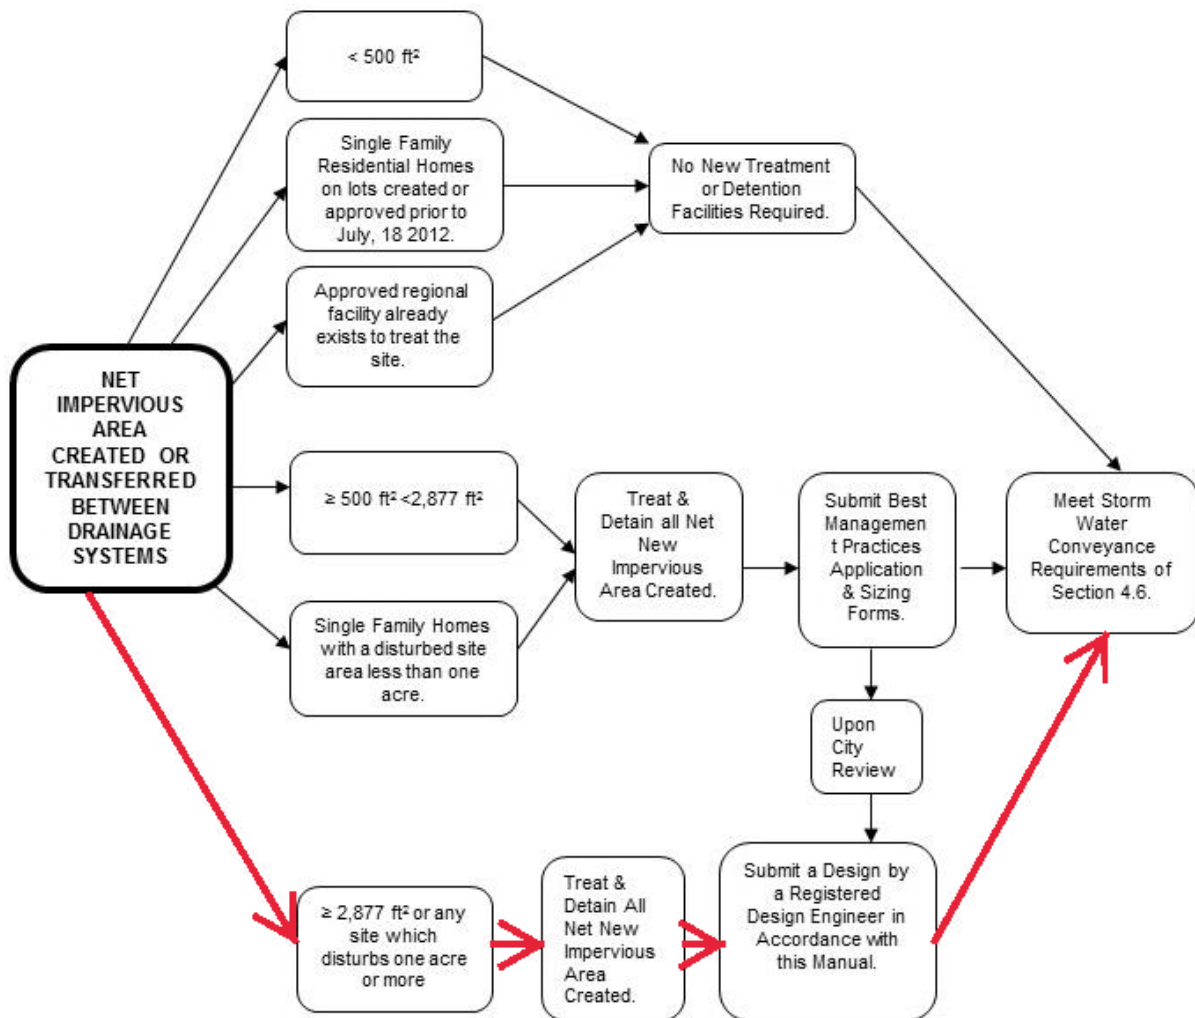 < 500 ft²
Single Family
Residential Homes
on lots created or
approved prior to
July, 18 2012.
No New Treatment
or Detention
Facilities Required.
Approved regional
facility already
exists to treat the
site.
NET
IMPERVIOUS
AREA
CREATED OR
TRANSFERRED
BETWEEN
DRAINAGE
SYSTEMS
≥ 500 ft² <2,877 ft²
Treat &
Detain all Net
New
Impervious
Area Created.
Submit Best
Managemen
t Practices
Application
& Sizing
Forms.
Meet Storm
Water
Conveyance
Requirements of
Section 4.6.
Single Family Homes
with a disturbed site
area less than one
acre.
Upon
City
Review
≥ 2,877 ft² or any
site which
disturbs one acre
or more
Treat &
Detain All
Net New
Impervious
Area
Created.
Submit a Design by
a Registered
Design Engineer in
Accordance with
this Manual.